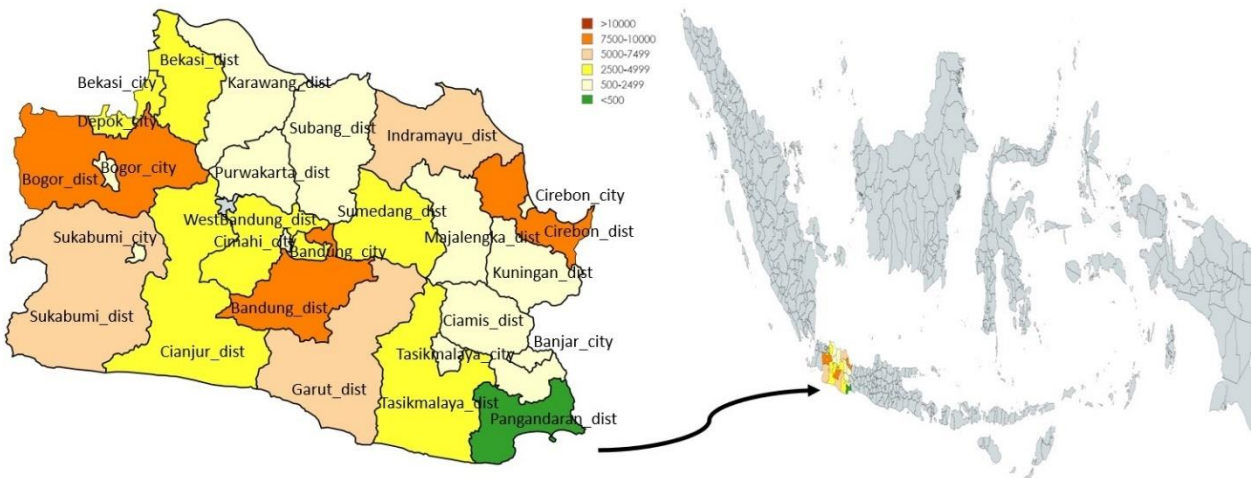 >10000
7500-10000
5000-7499
2500-4999
500-2499
<500
Bekasi_dist
Bekasi_city
Karawang_dist
Depok_city
Subang_dist
Indramayu_dist
Bogor_city
Bogor_dist
Purwakarta_dist
Cirebon_city
WestBandung_dist
Sumedang_dist
Cirebon_dist
Sukabumi_city
Cimahi_city
Majalengka_dist
Bandung_city
Kuningan_dist
Sukabumi_dist
Bandung_dist
Ciamis_dist
Banjar_city
Cianjur_dist
Tasikmalaya_city
Garut_dist
Tasikmalaya_dist
Pangandaran_dist